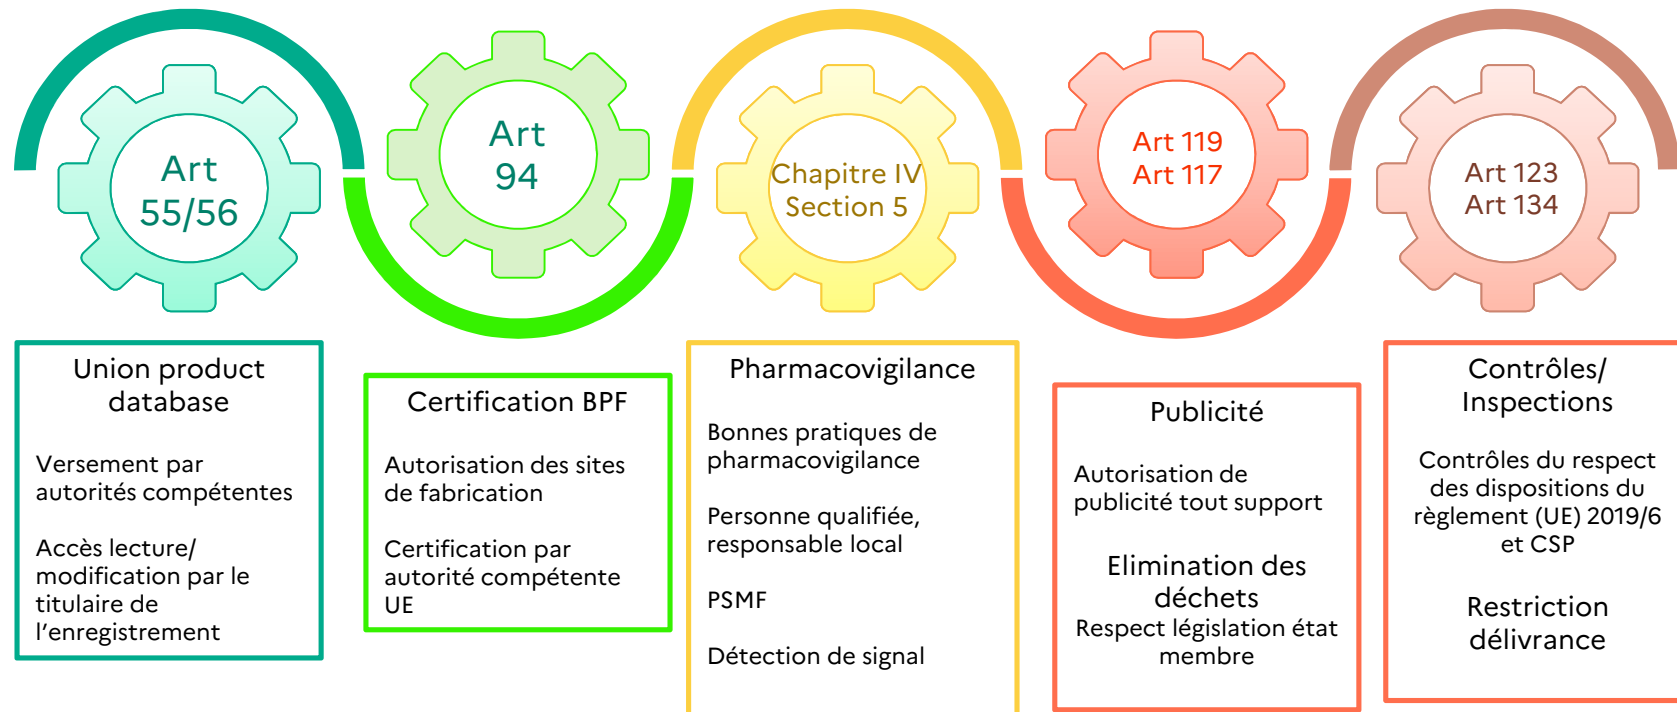 Art
55/56
Art
94
Chapitre IV
Section 5
Art 119
Art 117
Art 123
Art 134
Union product
database
Versement par
autorités compétentes
Accès lecture/
modification par le
titulaire de
l’enregistrement
Certification BPF
Autorisation des sites
de fabrication
Certification par
autorité compétente
UE
Pharmacovigilance
Bonnes pratiques de
pharmacovigilance
Personne qualifiée,
responsable local
PSMF
Détection de signal
Publicité
Autorisation de
publicité tout support
Elimination des
déchets
Respect législation état
membre
Contrôles/
Inspections
Contrôles du respect
des dispositions du
règlement (UE) 2019/6
et CSP
Restriction
délivrance